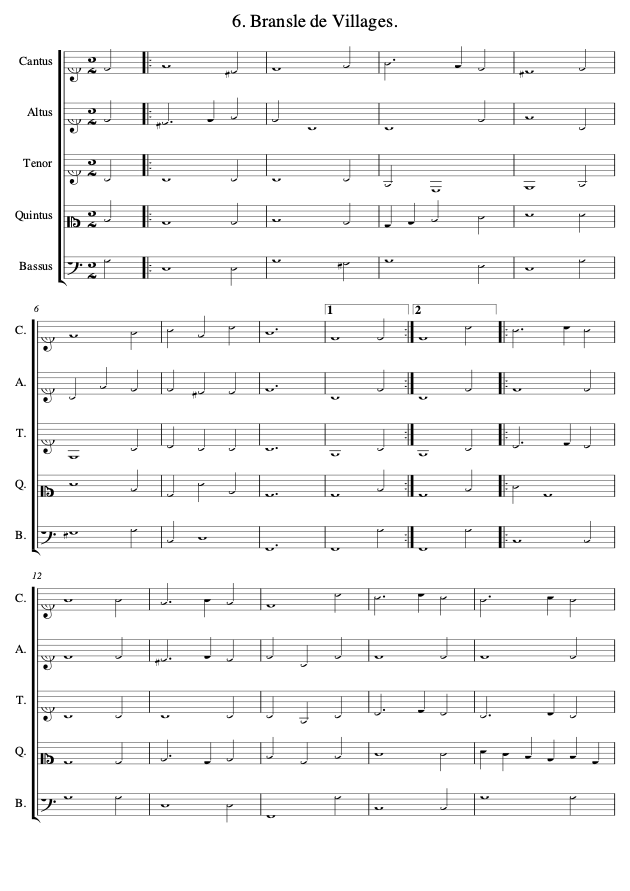 6. Bransle de Villages.
Cantus
Altus
Tenor
Quintus
Bassus
6
1
2
C.
A.
T.
Q.
B.
12
C.
A.
T.
Q.
B.